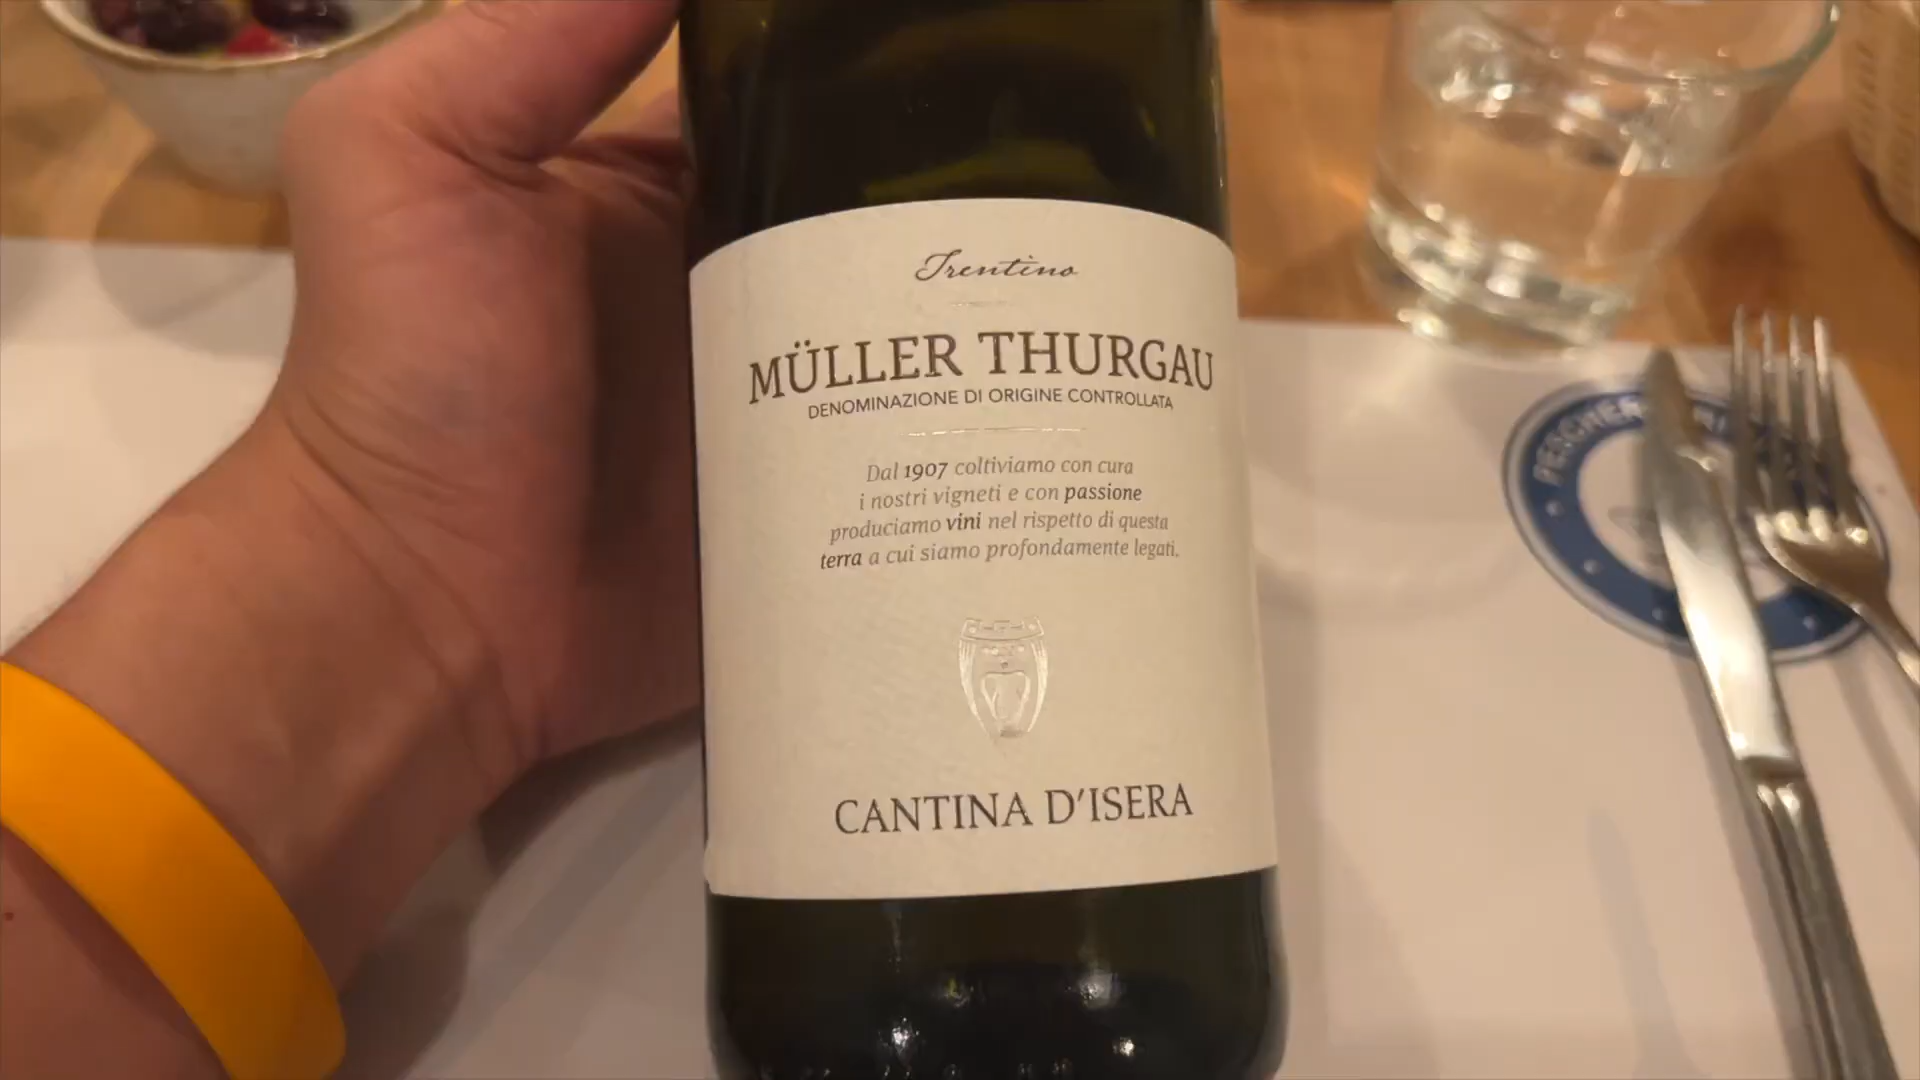 Trentino
MÜLLER THURGAU
DENOMINAZIONE DI ORIGINE CONTROLLATA
Dal 1907 coltiviamo con cura
i nostri vigneti e con passione
produciamo vini nel rispetto di questa
terra a cui siamo profondamente legati.
CANTINA D'ISERA